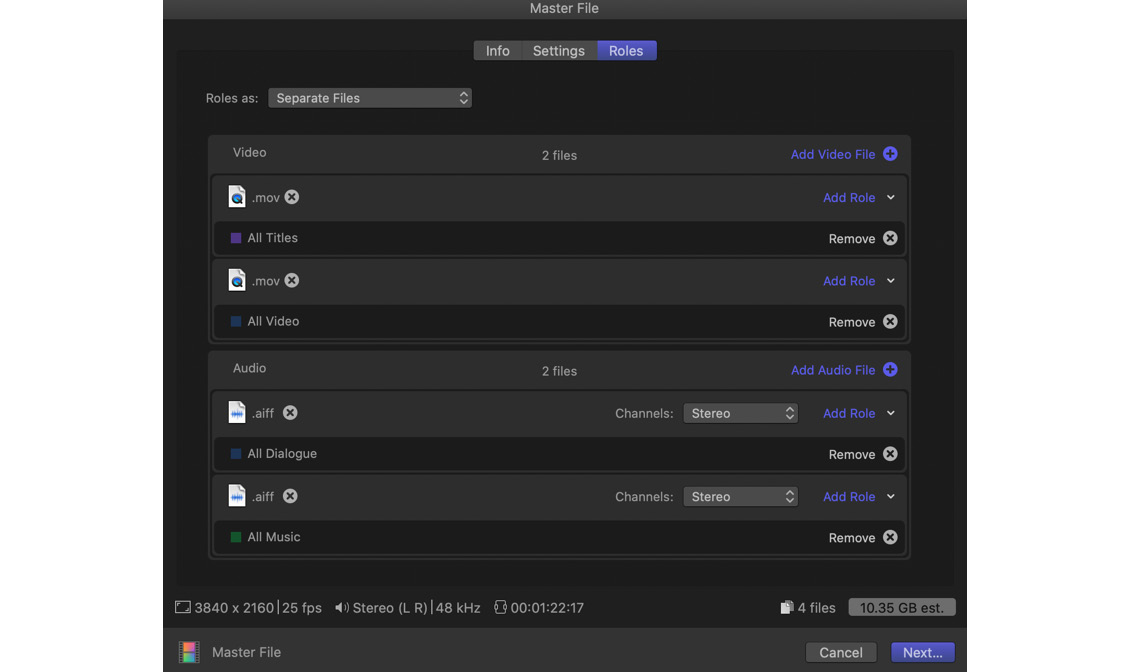 Master File
Info Settings Roles
Roles as: Separate Files
Video 2 files Add Video File
.mov Add Role
All Titles Remove
.mov Add Role
All Video Remove
Audio 2 files Add Audio File
.aiff Channels: Stereo Add Role
All Dialogue Remove
.aiff Channels: Stereo Add Role
All Music Remove
3840 x 2160 | 25 fps Stereo (L R) | 48 kHz 00:01:22:17 4 files 10.35 GB est.
Master File Cancel Next...